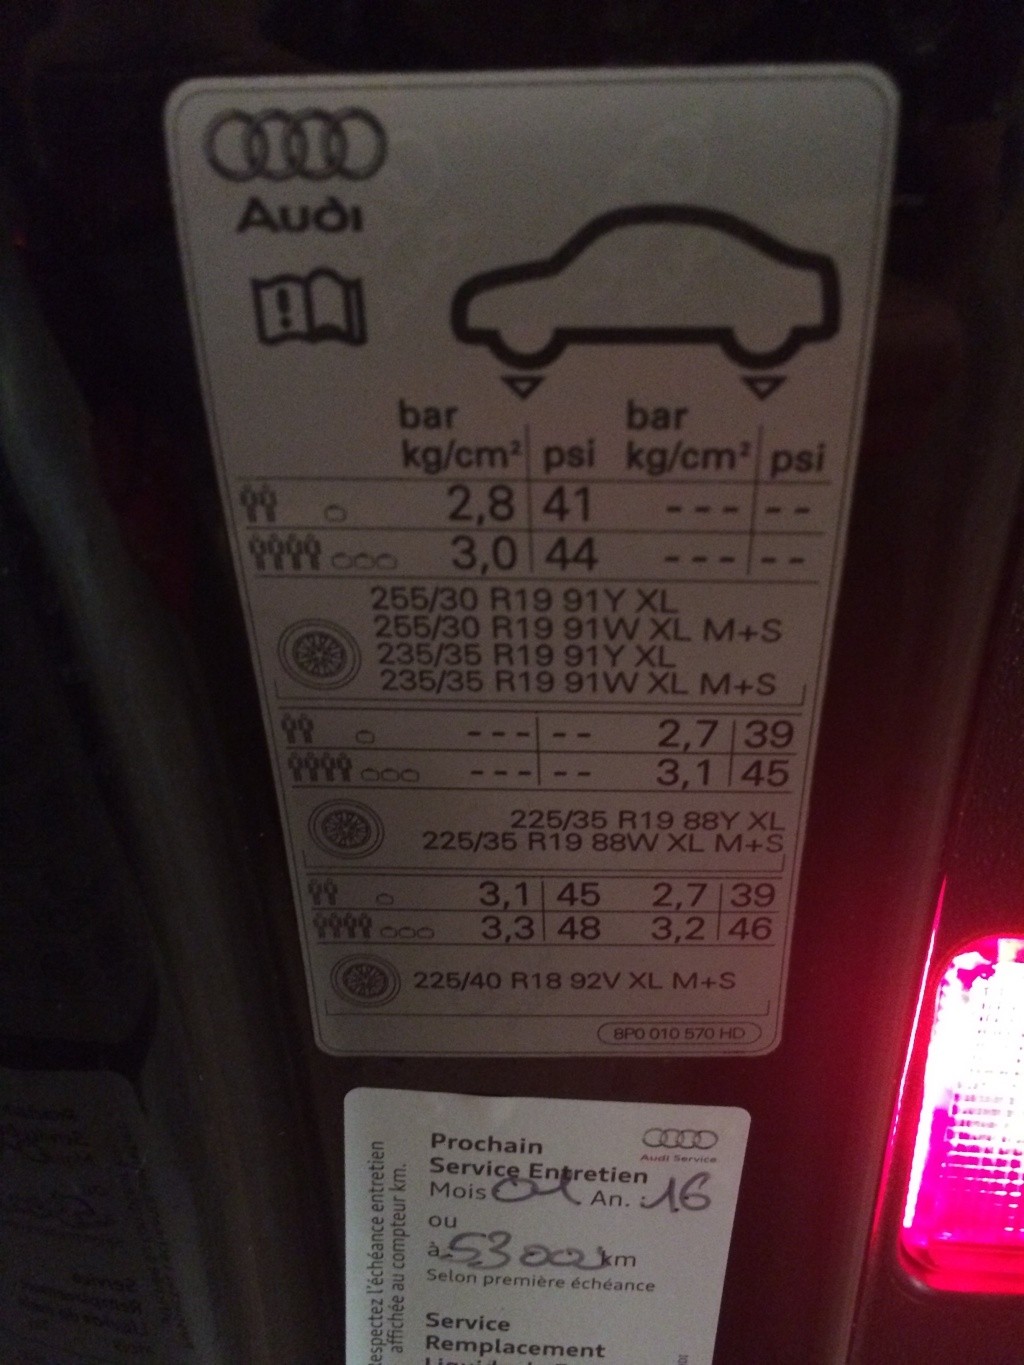 Audi
bar bar
kg/cm² psi kg/cm² psi
2,8 41 --- --
3,0 44 --- --
255/30 R19 91Y XL
255/30 R19 91W XL M+S
235/35 R19 91Y XL
235/35 R19 91W XL M+S
--- -- 2,7 39
--- -- 3,1 45
225/35 R19 88Y XL
225/35 R19 88W XL M+S
3,1 45 2,7 39
3,3 48 3,2 46
225/40 R18 92V XL M+S
8P0 010 570 HD
Audi Service
Prochain
Service Entretien
Mois 01 An. : 16
ou
à 53000 km
Selon première échéance
Service
Remplacement
espectez l'échéance entretien
affichée au compteur km.